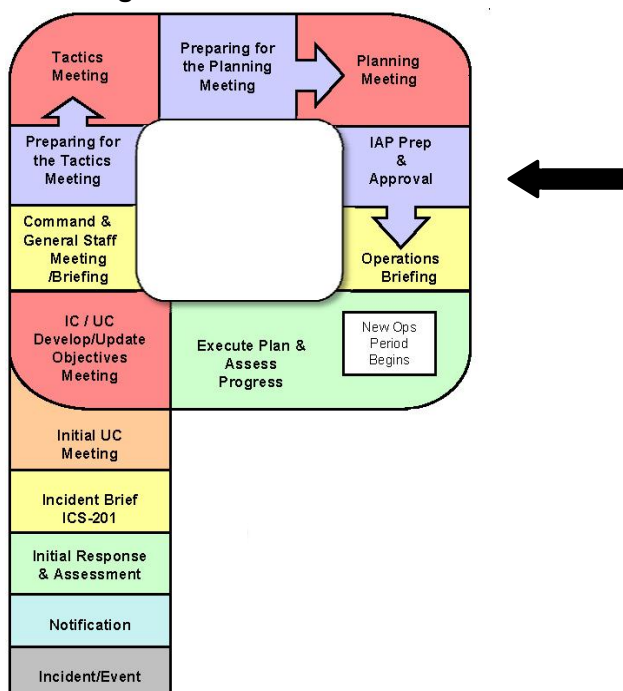 Tactics
Meeting
Preparing for
the Planning
Meeting
Planning
Meeting
Preparing for
the Tactics
Meeting
IAP Prep
&
Approval
Command &
General Staff
Meeting
/Briefing
Operations
Briefing
IC / UC
Develop/Update
Objectives
Meeting
Execute Plan &
Assess
Progress
New Ops
Period
Begins
Initial UC
Meeting
Incident Brief
ICS-201
Initial Response
& Assessment
Notification
Incident/Event